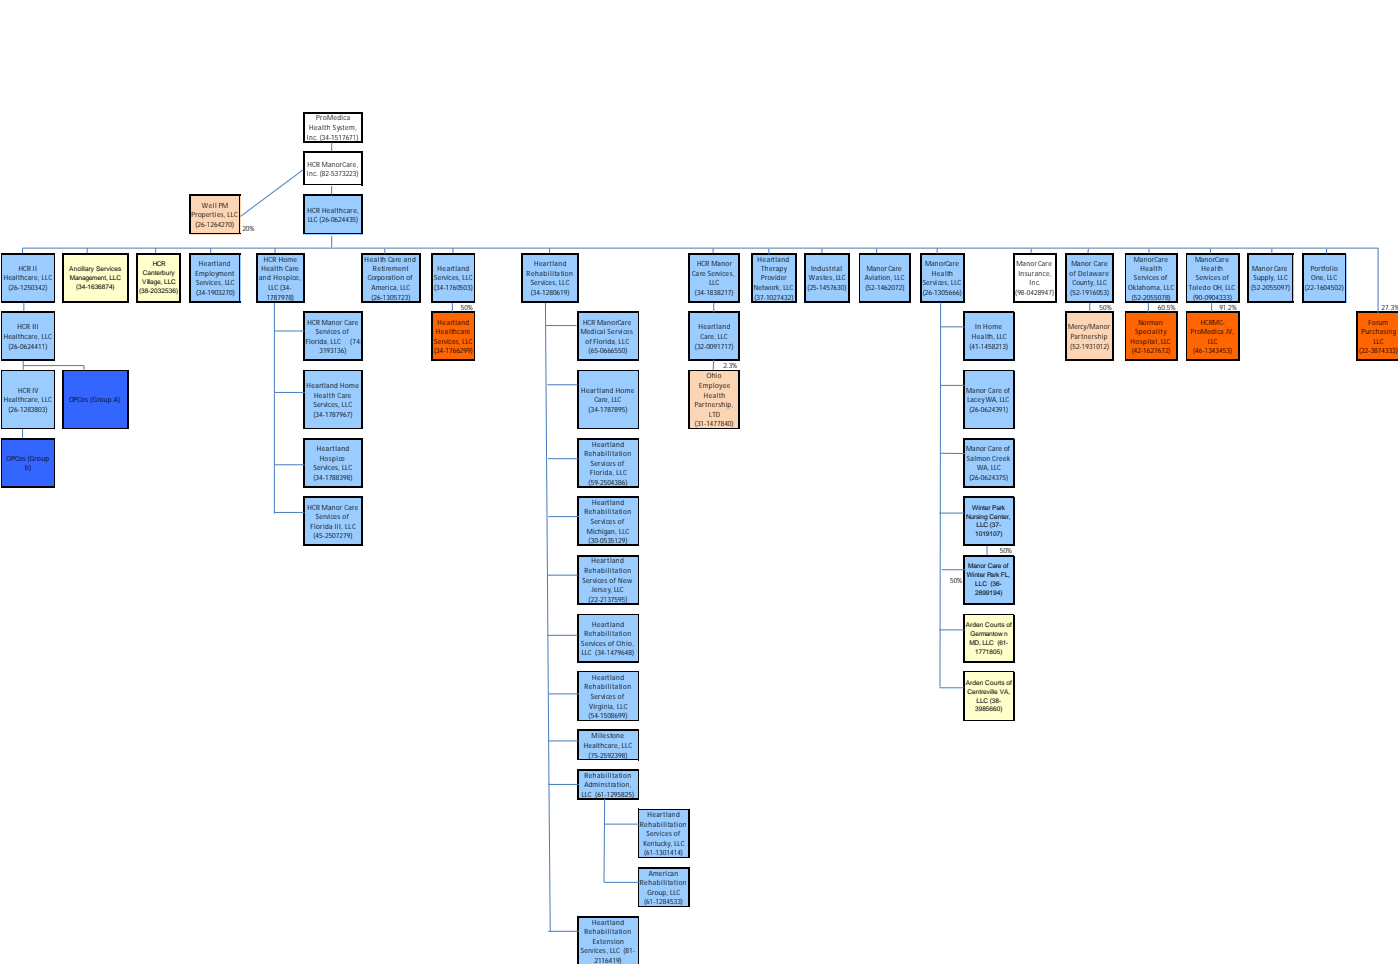 ProMedica
Health System,
Inc. (34-1517671)
HCR ManorCare,
Inc. (82-5373223)
Well PM
Properties, LLC
(26-1264270)
20%
HCR Healthcare,
LLC (26-0624435)
HCR II
Healthcare, LLC
(26-1250342)
Ancillary Services
Management, LLC
(34-1636874)
HCR
Canterbury
Village, LLC
(38-2032536)
Heartland
Employment
Services, LLC
(34-1903270)
HCR Home
Health Care
and Hospice,
LLC (34-
1787978)
Health Care and
Retirement
Corporation of
America, LLC
(26-1305723)
Heartland
Services, LLC
(34-1760503)
Heartland
Rehabilitation
Services, LLC
(34-1280619)
HCR Manor
Care Services,
LLC
(34-1838217)
Heartland
Therapy
Provider
Network, LLC
(37-1027432)
Industrial
Wastes, LLC
(25-1457630)
Manor Care
Aviation, LLC
(52-1462072)
ManorCare
Health
Services, LLC
(26-1305666)
ManorCare
Insurance,
Inc.
(98-0428947)
Manor Care
of Delaware
County, LLC
(52-1916053)
ManorCare
Health
Services of
Oklahoma, LLC
(52-2055078)
ManorCare
Health
Services of
Toledo OH, LLC
(90-0904333)
Manor Care
Supply, LLC
(52-2055097)
Portfolio
One, LLC
(22-1604502)
50%
50%
60.5%
91.2%
27.3%
HCR III
Healthcare, LLC
(26-0624411)
HCR Manor Care
Services of
Florida, LLC (74-
3193136)
Heartland
Healthcare
Services, LLC
(34-1766299)
HCR ManorCare
Medical Services
of Florida, LLC
(65-0666550)
Heartland
Care, LLC
(32-0091717)
In Home
Health, LLC
(41-1458213)
Mercy/Manor
Partnership
(52-1931012)
Norman
Speciality
Hospital, LLC
(42-1627672)
HCRMC-
ProMedica JV,
LLC
(46-1343453)
Forum
Purchasing,
LLC
(22-3874333)
2.3%
HCR IV
Healthcare, LLC
(26-1283803)
OPCos (Group A)
Heartland Home
Health Care
Services, LLC
(34-1787967)
Heartland Home
Care, LLC
(34-1787895)
Ohio
Employee
Health
Partnership,
LTD
(31-1477840)
Manor Care of
Lacey WA, LLC
(26-0624391)
OPCos (Group
b)
Heartland
Hospice
Services, LLC
(34-1788398)
Heartland
Rehabilitation
Services of
Florida, LLC
(59-2504386)
Manor Care of
Salmon Creek
WA, LLC
(26-0624375)
HCR Manor Care
Services of
Florida III, LLC
(45-2507279)
Heartland
Rehabilitation
Services of
Michigan, LLC
(30-0535129)
Winter Park
Nursing Center,
LLC (37-
1019107)
50%
Heartland
Rehabilitation
Services of New
Jersey, LLC
(22-2137595)
50%
Manor Care of
Winter Park FL,
LLC (36-
2899194)
Heartland
Rehabilitation
Services of Ohio,
LLC (34-1479648)
Arden Courts of
Germantown
MD, LLC (61-
1771805)
Heartland
Rehabilitation
Services of
Virginia, LLC
(54-1508699)
Arden Courts of
Centreville VA,
LLC (38-
3985660)
Milestone
Healthcare, LLC
(75-2592398)
Rehabilitation
Adminstration,
LLC (61-1295825)
Heartland
Rehabilitation
Services of
Kentucky, LLC
(61-1301414)
American
Rehabilitation
Group, LLC
(61-1284533)
Heartland
Rehabilitation
Extension
Services, LLC (81-
2116419)